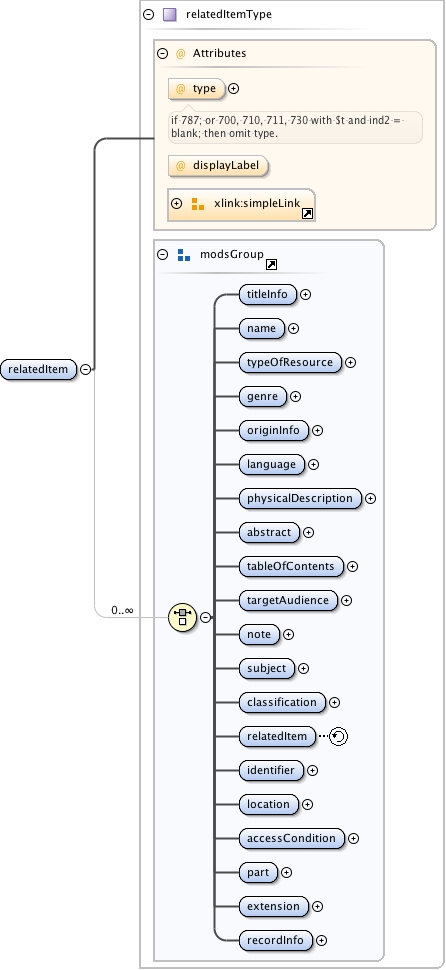 relatedItemType
Attributes
@ type
if 787; or 700, 710, 711, 730 with $t and ind2 =
blank; then omit type.
@ displayLabel
xlink:simpleLink
modsGroup
titleInfo
name
typeOfResource
relatedItem
genre
originInfo
language
physicalDescription
abstract
tableOfContents
targetAudience
0..∞
note
subject
classification
relatedItem
identifier
location
accessCondition
part
extension
recordInfo